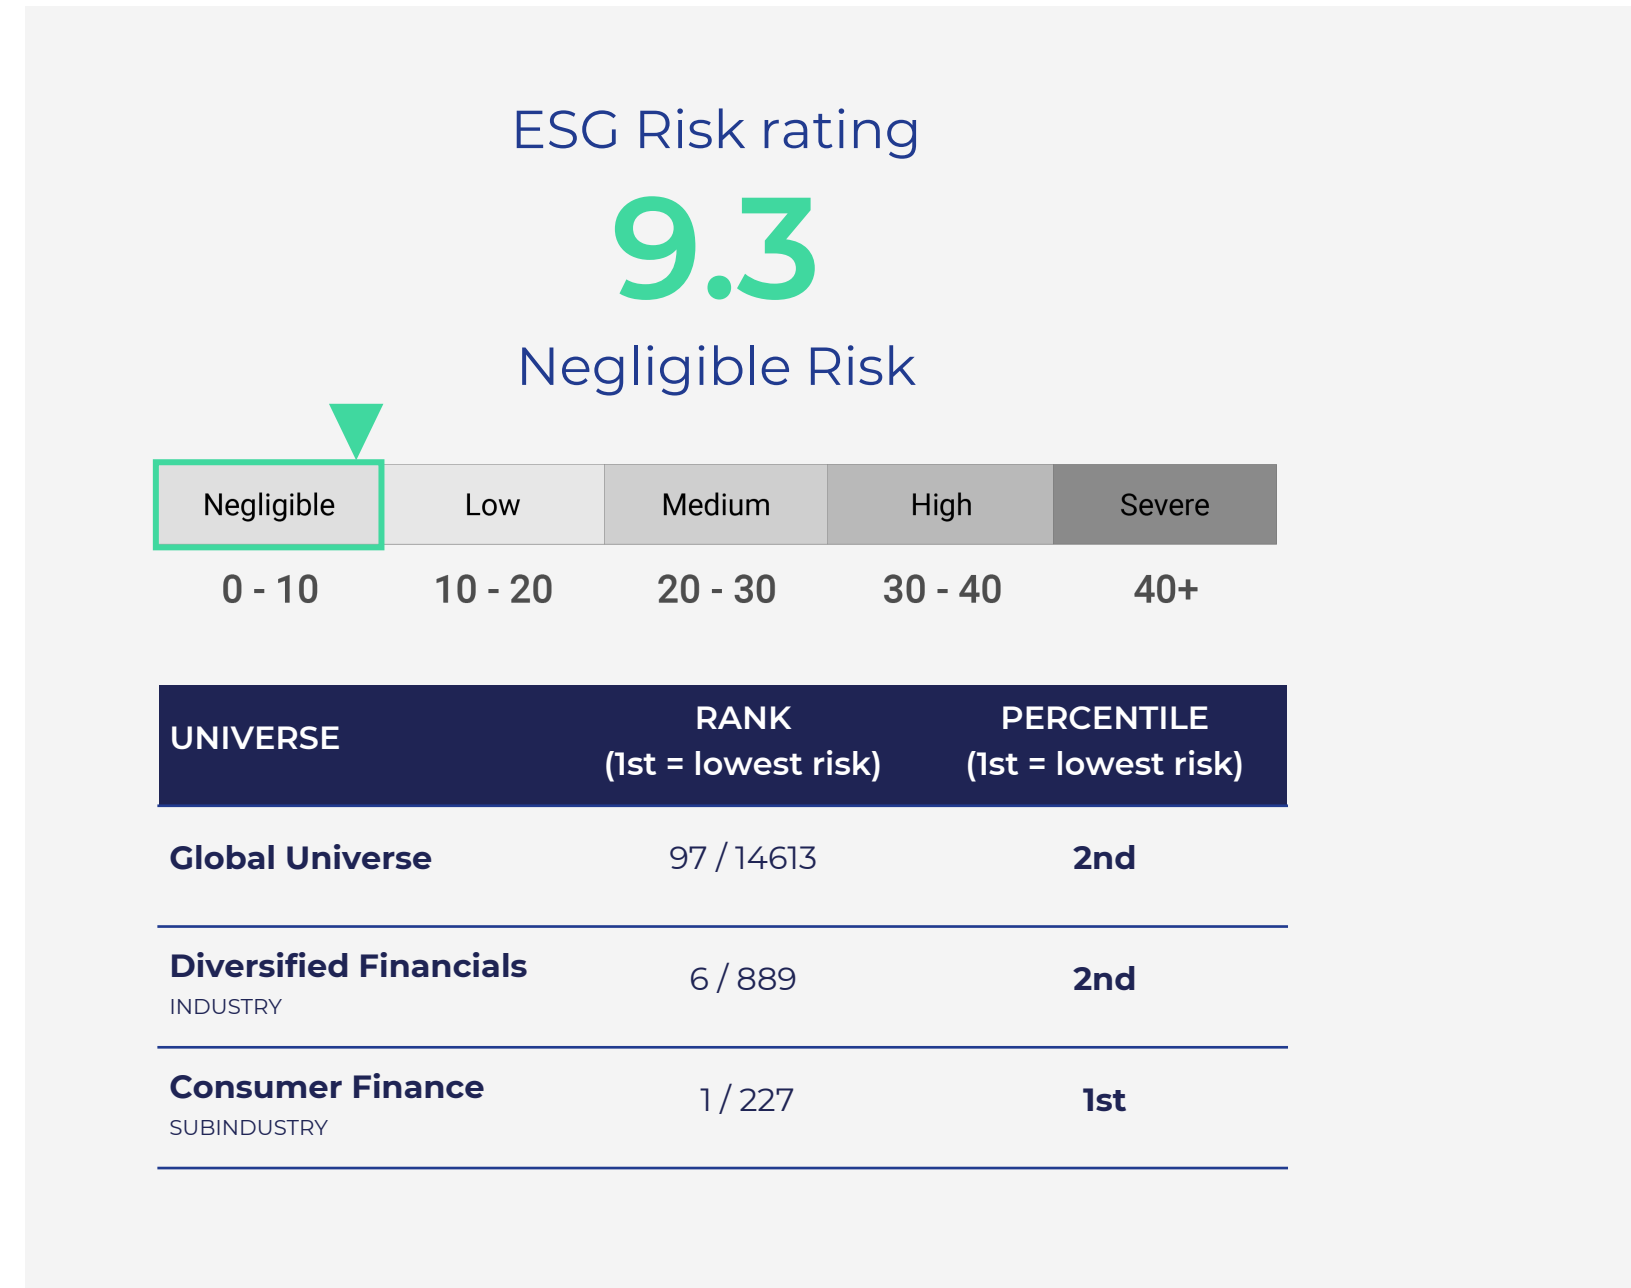 ESG Risk rating
9.3
Negligible Risk
Negligible Low Medium High Severe
0 - 10 10 - 20 20 - 30 30 - 40 40+
UNIVERSE RANK (1st = lowest risk) PERCENTILE (1st = lowest risk)
Global Universe 97 / 14613 2nd
Diversified Financials 6 / 889 2nd
INDUSTRY
Consumer Finance 1 / 227 1st
SUBINDUSTRY